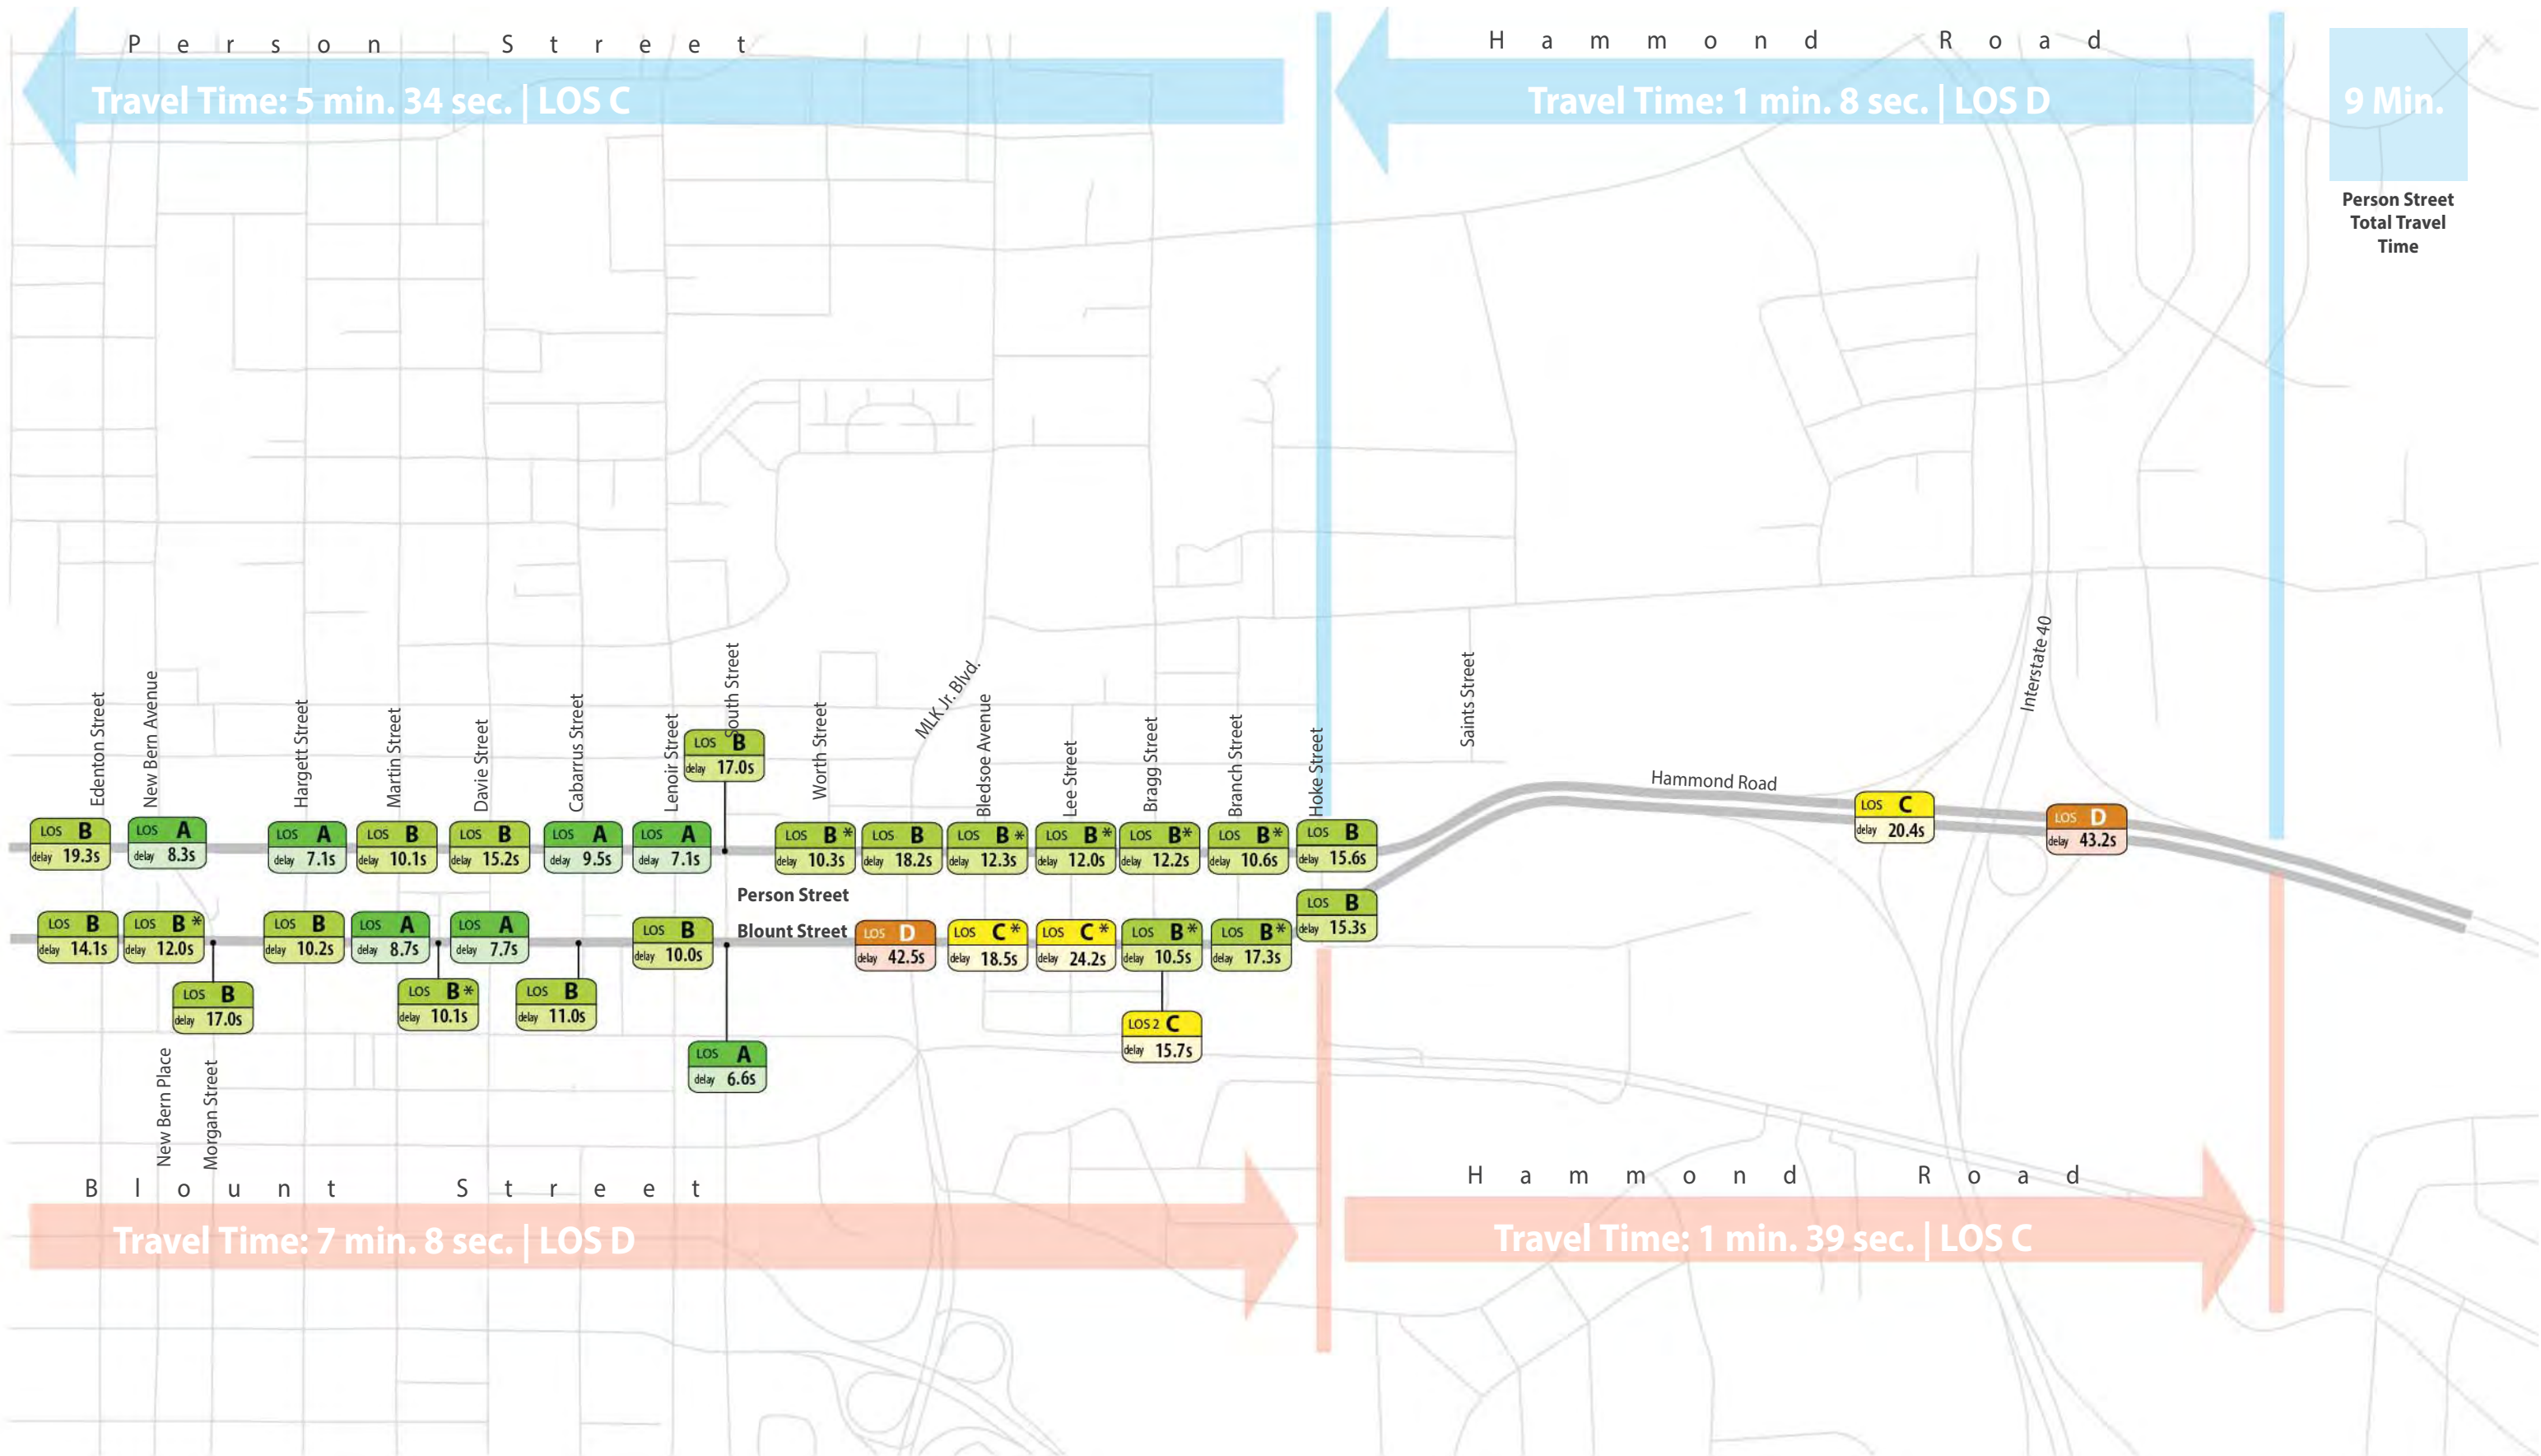 Person Street
Hammond Road
Travel Time: 5 min. 34 sec. | LOS C
Travel Time: 1 min. 8 sec. | LOS D
9 Min.
Person Street
Total Travel
Time
Edenton Street
New Bern Avenue
Hargett Street
Martin Street
Davie Street
Cabarrus Street
Lenoir Street
South Street
Worth Street
MLK Jr. Blvd.
Bledsoe Avenue
Lee Street
Bragg Street
Branch Street
Hoke Street
Saints Street
Interstate 40
Hammond Road
LOS B
delay 17.0s
LOS B
delay 19.3s
LOS A
delay 8.3s
LOS A
delay 7.1s
LOS B
delay 10.1s
LOS B
delay 15.2s
LOS A
delay 9.5s
LOS A
delay 7.1s
LOS B*
delay 10.3s
LOS B
delay 18.2s
LOS B*
delay 12.3s
LOS B*
delay 12.0s
LOS B*
delay 12.2s
LOS B*
delay 10.6s
LOS B
delay 15.6s
LOS C
delay 20.4s
LOS D
delay 43.2s
Person Street
Blount Street
LOS B
delay 14.1s
LOS B*
delay 12.0s
LOS B
delay 10.2s
LOS A
delay 8.7s
LOS A
delay 7.7s
LOS B
delay 10.0s
LOS D
delay 42.5s
LOS C*
delay 18.5s
LOS C*
delay 24.2s
LOS B*
delay 10.5s
LOS B*
delay 17.3s
LOS B
delay 15.3s
LOS B
delay 17.0s
LOS B*
delay 10.1s
LOS B
delay 11.0s
LOS A
delay 6.6s
LOS 2 C
delay 15.7s
New Bern Place
Morgan Street
Blount Street
Hammond Road
Travel Time: 7 min. 8 sec. | LOS D
Travel Time: 1 min. 39 sec. | LOS C